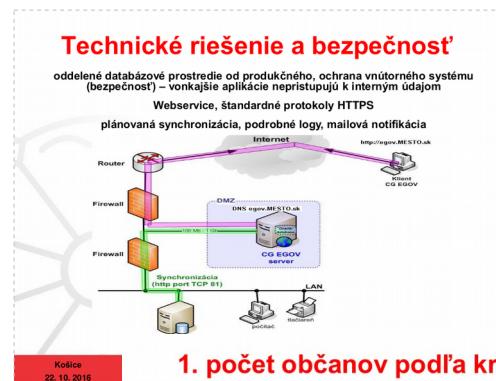 Technické riešenie a bezpečnosť
oddelené databázové prostredie od produkčného, ochrana vnútorného systému
(bezpečnosť) – vonkajšie aplikácie nepristupujú k interným údajom
Webservice, štandardné protokoly HTTPS
plánovaná synchronizácia, podrobné logy, mailová notifikácia
Internet
http://egov.MESTO.sk
Router
Klient
CG EGOV
Firewall
DMZ
DNS egov.MESTO.sk
Firewall
CG EGOV
server
Synchronizácia
(http port TCP 81)
LAN
počítač
tlačiareň
Košice
22. 10. 2016
1. počet občanov podľa kr